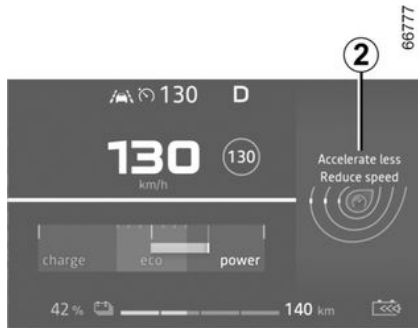 66777
2
130 D
130 130
km/h
Accelerate less
Reduce speed
charge eco power
42 % 140 km